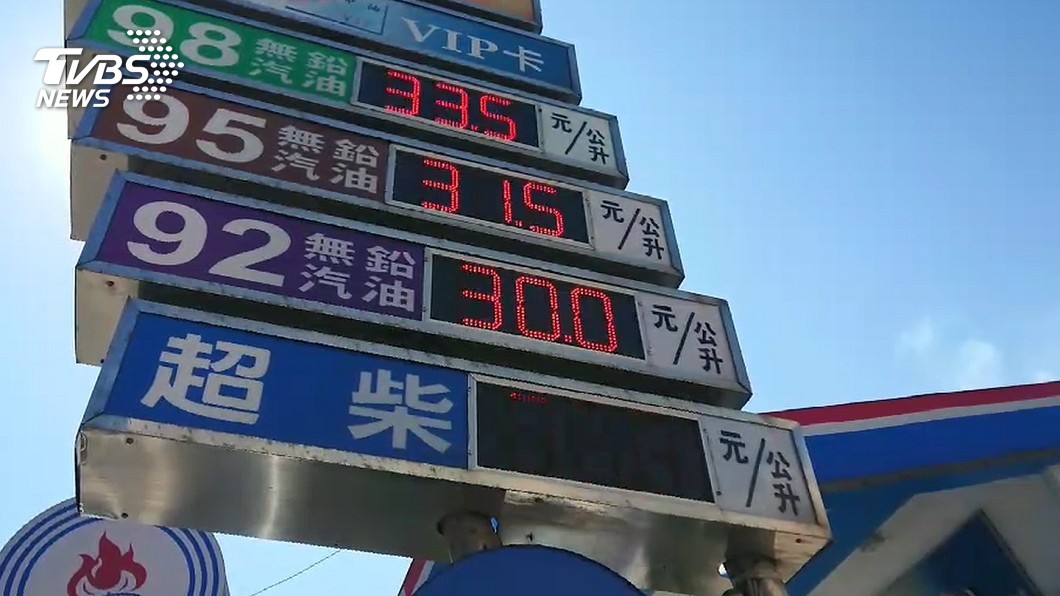 TVBS
NEWS
VIP卡
98 無鉛汽油 33.5 元/公升
95 無鉛汽油 31.5 元/公升
92 無鉛汽油 30.0 元/公升
超柴 元/公升